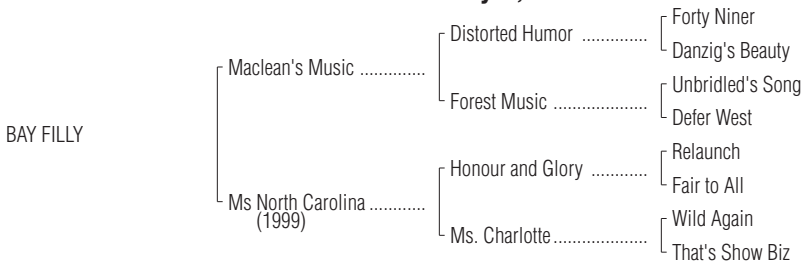 Forty Niner
Distorted Humor ..............
Danzig's Beauty
Maclean's Music ..............
Unbridled's Song
Forest Music ....................
Defer West
BAY FILLY
Relaunch
Honour and Glory ............
Fair to All
Ms North Carolina ............
(1999)
Wild Again
Ms. Charlotte ....................
That's Show Biz